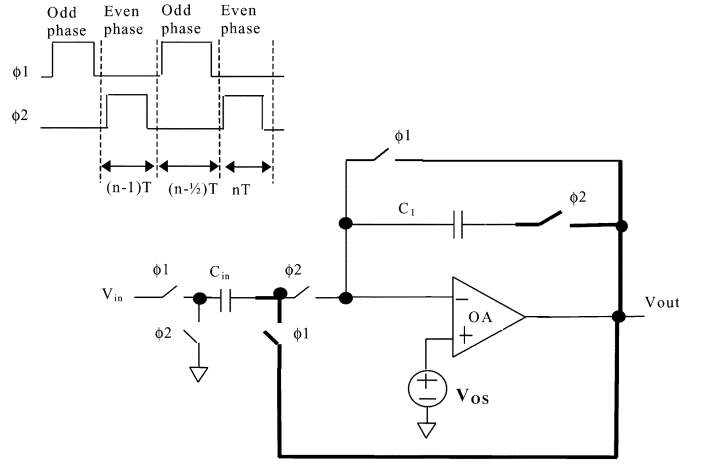 Odd Even Odd Even
phase phase phase phase
ϕ1
ϕ2
(n-1)T (n-½)T nT
ϕ1
C1
ϕ2
Vin
ϕ1
Cin
ϕ2
ϕ2
ϕ1
−
OA
+
Vout
+
−
VOS